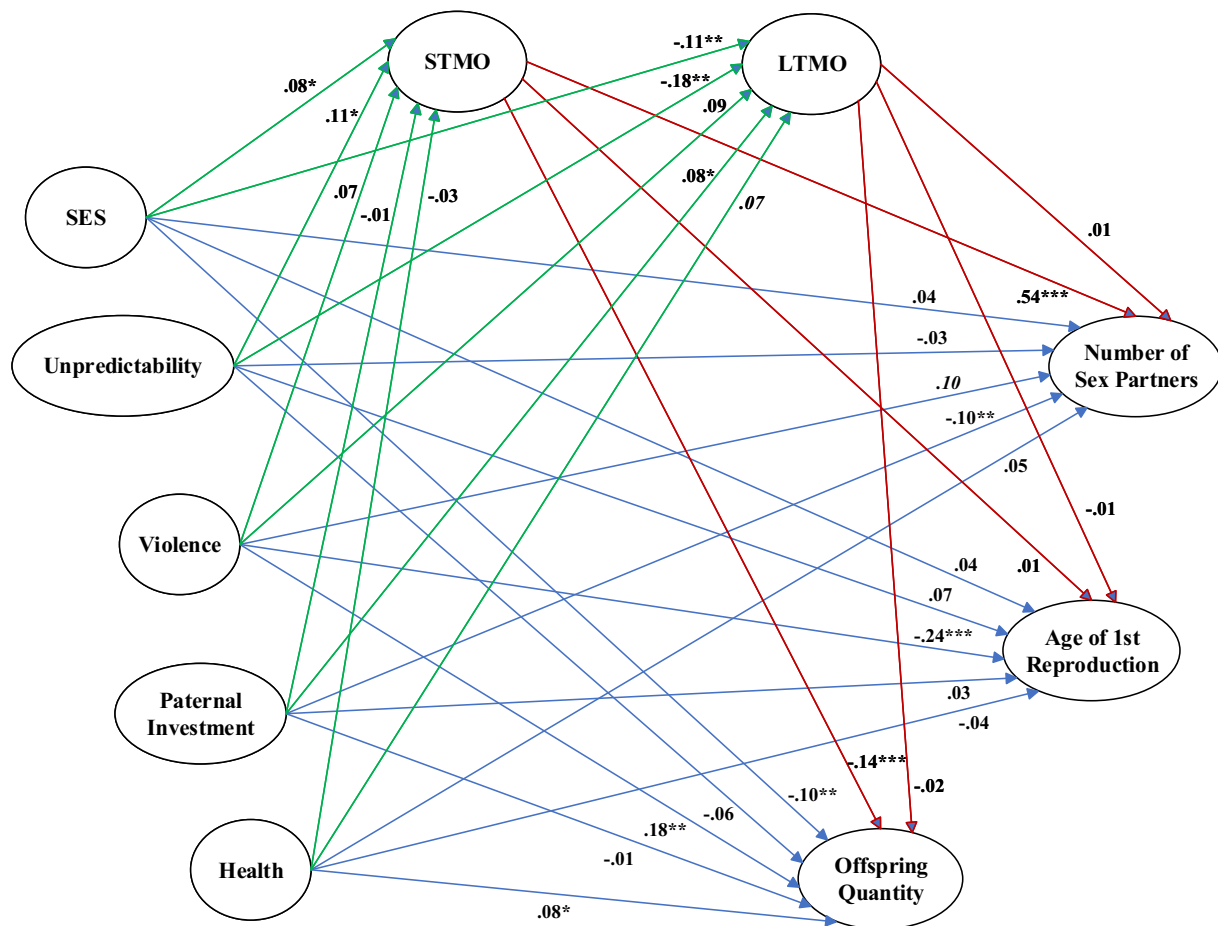 STMO
LTMO
-.11**
-.18**
.08*
.11*
.09
.07
-.01
-.03
.08*
.07
SES
.01
.04
.54***
Unpredictability
-.03
Number of
Sex Partners
.10
-.10**
.05
Violence
-.01
.04
.01
.07
-.24***
Age of 1st
Reproduction
Paternal
Investment
.03
-.04
-.14***
-.02
-.10**
-.06
.18**
-.01
Health
Offspring
Quantity
.08*